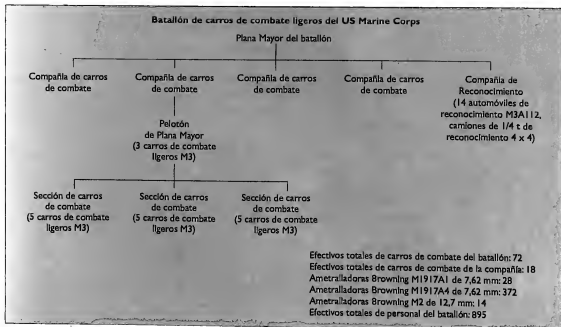 Batallón de carros de combate ligeros del US Marine Corps
Plana Mayor del batallón
Compañía de carros
de combate
Compañía de carros
de combate
Compañía de carros
de combate
Compañía de carros
de combate
Compañía de
Reconocimiento
(14 automóviles de
reconocimiento M3A112,
camiones de 1/4 t de
reconocimiento 4 x 4)
Pelotón
de Plana Mayor
(3 carros de combate
ligeros M3)
Sección de carros
de combate
(5 carros de combate
ligeros M3)
Sección de carros
de combate
(5 carros de combate
ligeros M3)
Sección de carros
de combate
(5 carros de combate
ligeros M3)
Efectivos totales de carros de combate del batallón: 72
Efectivos totales de carros de combate de la compañía: 18
Ametralladoras Browning M1917A1 de 7,62 mm: 28
Ametralladoras Browning M1917A4 de 7,62 mm: 372
Ametralladoras Browning M2 de 12,7 mm: 14
Efectivos totales de personal del batallón: 895